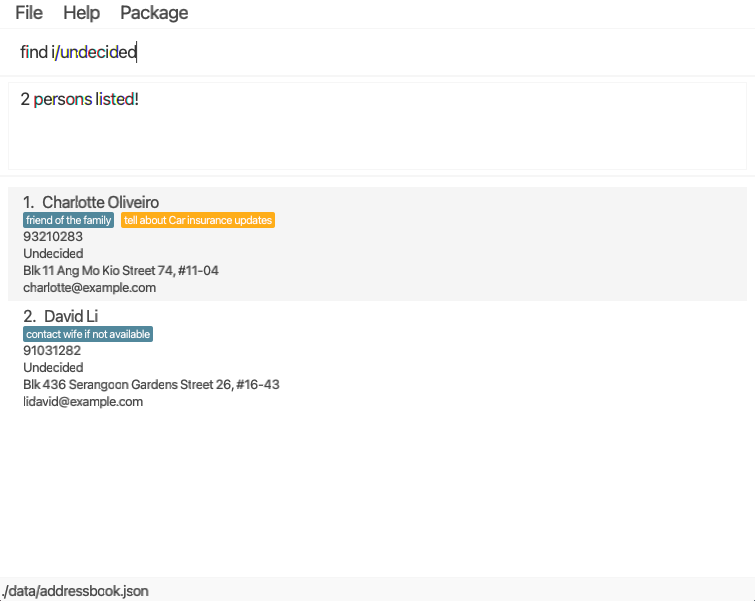 File Help Package
find i/undecided
2 persons listed!
1. Charlotte Oliveiro
friend of the family tell about Car insurance updates
93210283
Undecided
Blk 11 Ang Mo Kio Street 74, #11-04
charlotte@example.com
2. David Li
contact wife if not available
91031282
Undecided
Blk 436 Serangoon Gardens Street 26, #16-43
lidavid@example.com
./data/addressbook.json